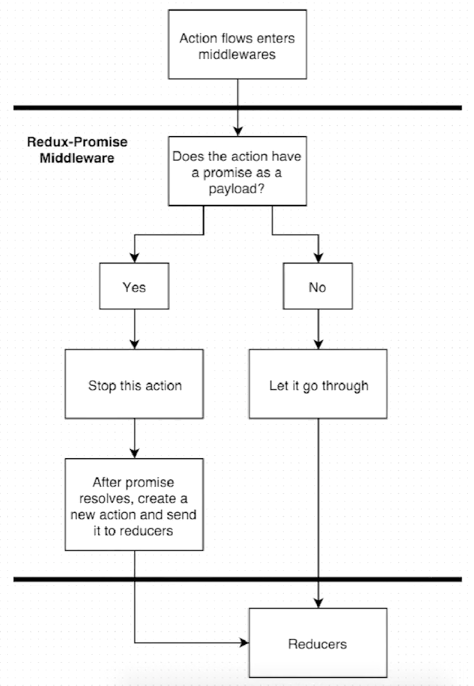 Action flows enters
middlewares
Redux-Promise
Middleware
Does the action have
a promise as a
payload?
Yes
No
Stop this action
Let it go through
After promise
resolves, create a
new action and send
it to reducers
Reducers